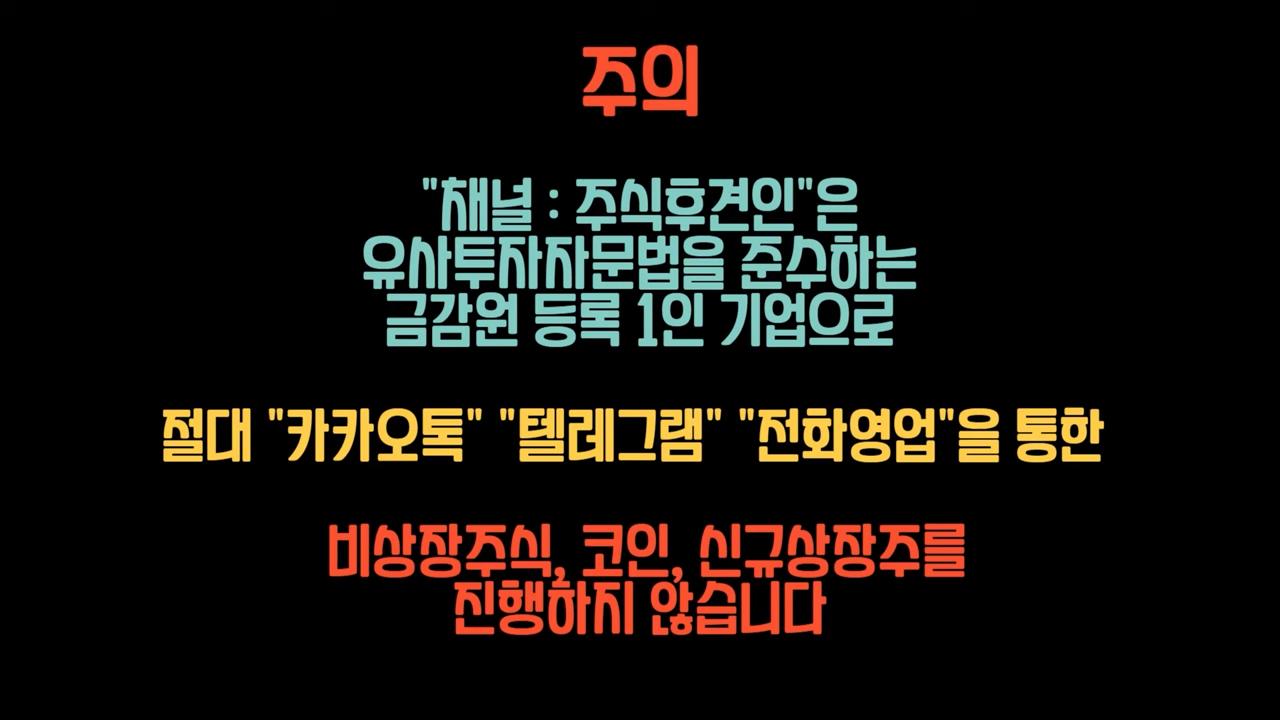 주의
"채널 : 주식후견인"은
유사투자자문법을 준수하는
금감원 등록 1인 기업으로
절대 "카카오톡" "텔레그램" "전화영업"을 통한
비상장주식, 코인, 신규상장주를
진행하지 않습니다